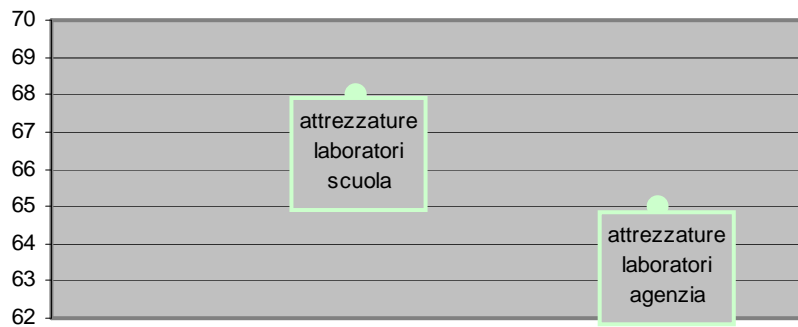 70
69
68
67
66
65
64
63
62
attrezzature
laboratori
scuola
attrezzature
laboratori
agenzia